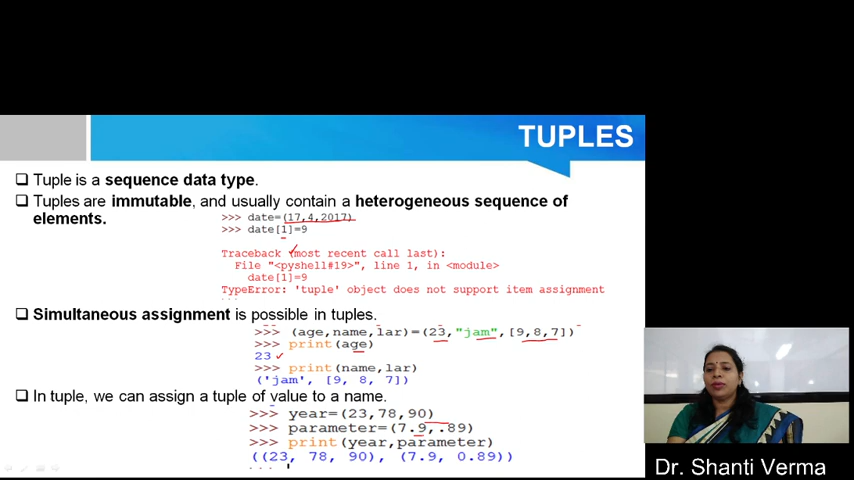 TUPLES
❑ Tuple is a sequence data type.
❑ Tuples are immutable, and usually contain a heterogeneous sequence of
elements.
>>> date=(17,4,2017)
>>> date[1]=9
Traceback (most recent call last):
File "<pyshell#19>", line 1, in <module>
date[1]=9
TypeError: 'tuple' object does not support item assignment
❑ Simultaneous assignment is possible in tuples.
>>> (age,name,lar)=(23,"jam",[9,8,7])
>>> print(age)
23
>>> print(name,lar)
('jam', [9, 8, 7])
❑ In tuple, we can assign a tuple of value to a name.
>>> year=(23,78,90)
>>> parameter=(7.9,.89)
>>> print(year,parameter)
((23, 78, 90), (7.9, 0.89))
Dr. Shanti Verma